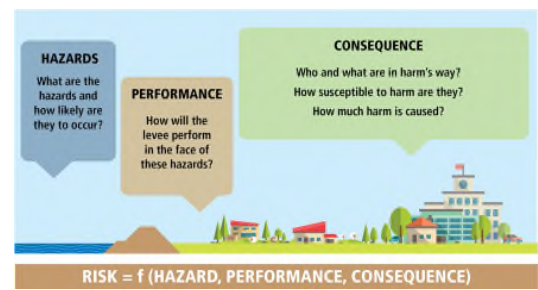 HAZARDS
What are the
hazards and
how likely are
they to occur?
PERFORMANCE
How will the
levee perform
in the face of
these hazards?
CONSEQUENCE
Who and what are in harm's way?
How susceptible to harm are they?
How much harm is caused?
RISK = f (HAZARD, PERFORMANCE, CONSEQUENCE)